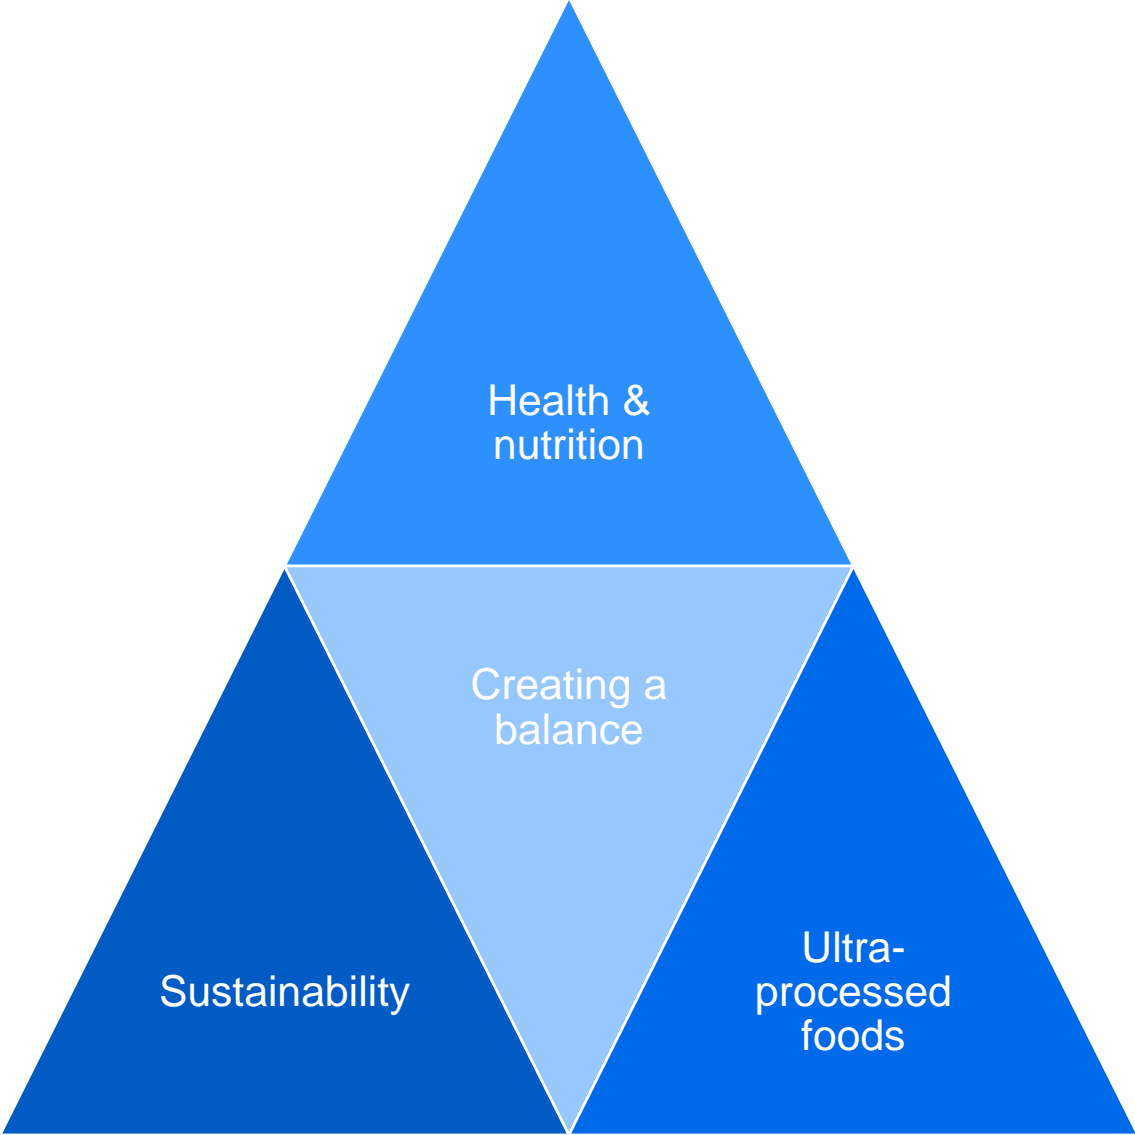 Health &
nutrition
Creating a
balance
Sustainability
Ultra-
processed
foods